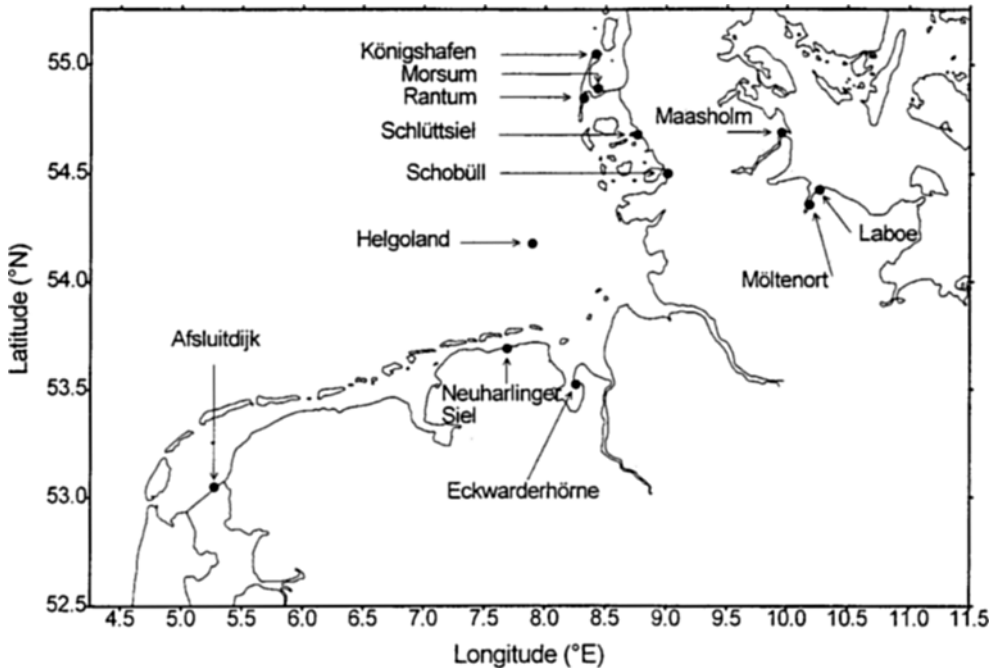 Königshafen
Morsum
Rantum
Schlüttsiel
Schobüll
Maasholm
Laboe
Möltenort
Helgoland
Afsluitdijk
Neuharlinger
Siel
Eckwarderhörne
Latitude (°N)
55.0
54.5
54.0
53.5
53.0
52.5
4.5 5.0 5.5 6.0 6.5 7.0 7.5 8.0 8.5 9.0 9.5 10.0 10.5 11.0 11.5
Longitude (°E)